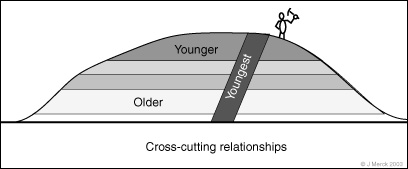 Younger
Youngest
Older
Cross-cutting relationships
© J Merck 2003